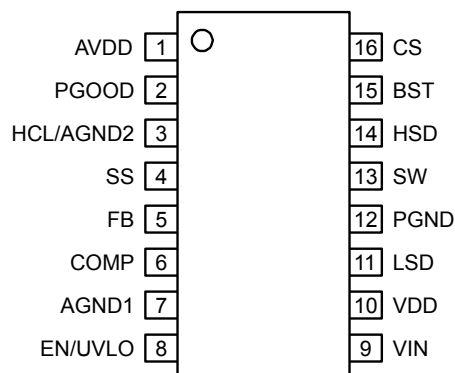 AVDD 1 16 CS
PGOOD 2 15 BST
HCL/AGND2 3 14 HSD
SS 4 13 SW
FB 5 12 PGND
COMP 6 11 LSD
AGND1 7 10 VDD
EN/UVLO 8 9 VIN